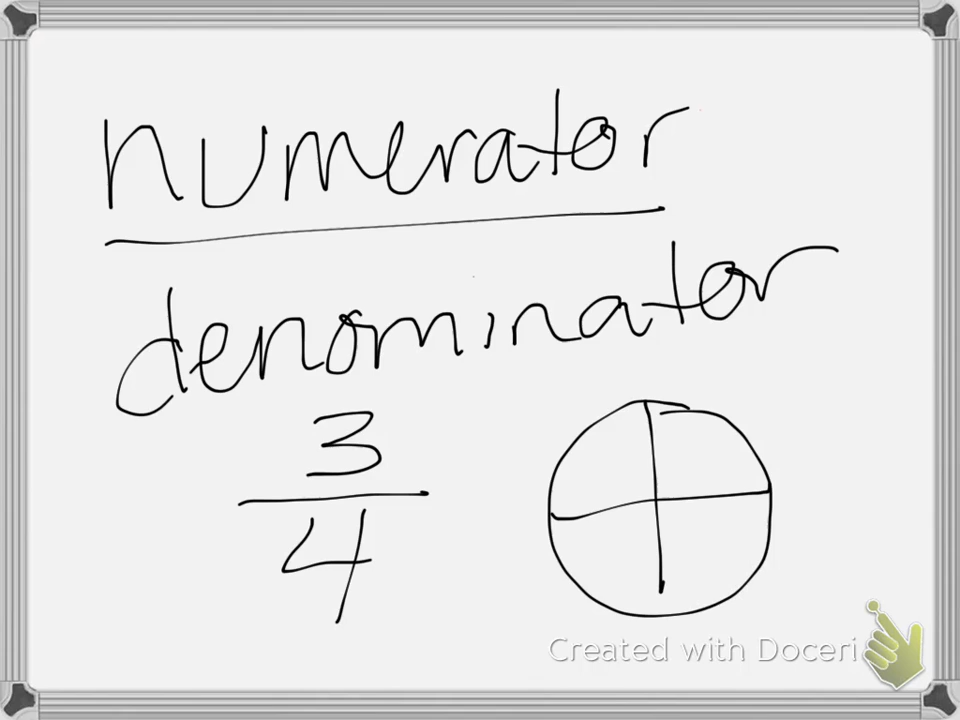 numerator
denominator
3
4
Created with Doceri